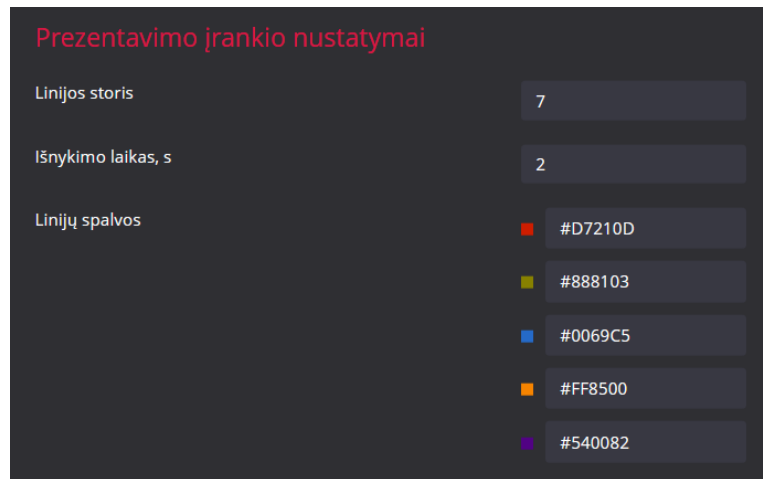 Prezentavimo įrankio nustatymai
Linijos storis
7
Išnykimo laikas, s
2
Linijų spalvos
#D7210D
#888103
#0069C5
#FF8500
#540082